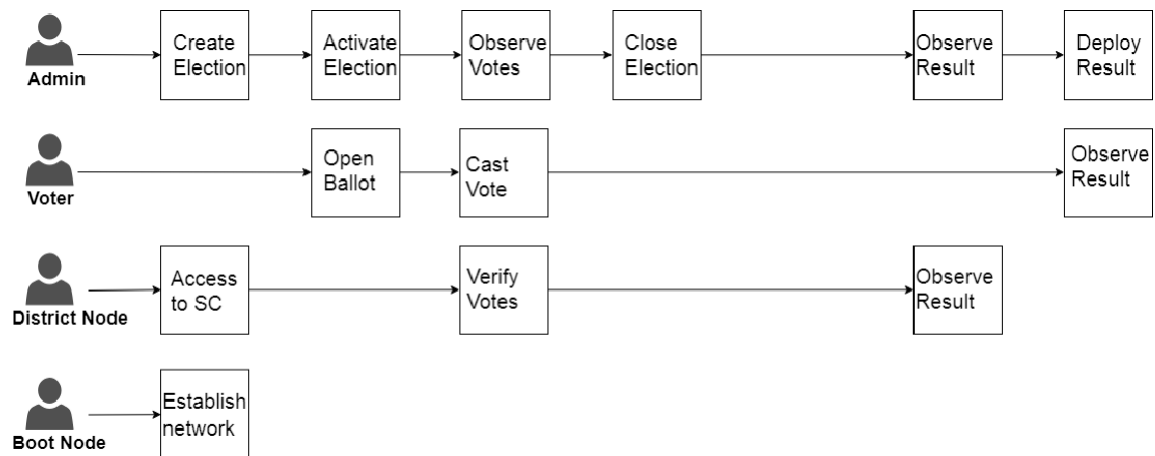 Create
Election
Activate
Election
Observe
Votes
Close
Election
Observe
Result
Deploy
Result
Admin
Open
Ballot
Cast
Vote
Observe
Result
Voter
Access
to SC
Verify
Votes
Observe
Result
District Node
Establish
network
Boot Node